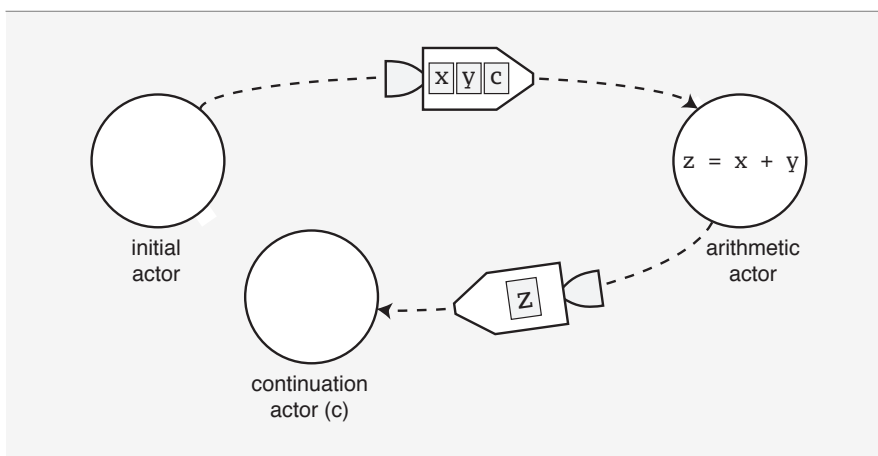 x y c
z = x + y
initial
actor
arithmetic
actor
z
continuation
actor (c)